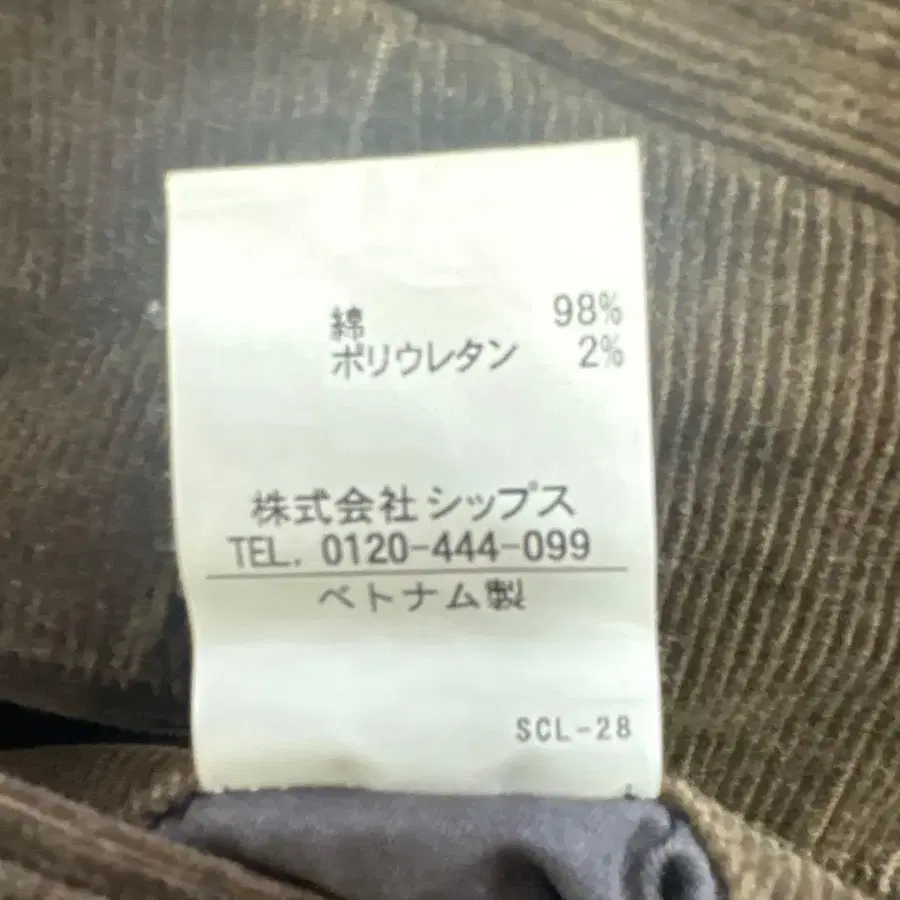 綿 98%
ポリウレタン 2%
株式会社 シップス
TEL. 0120-444-099
ベトナム製
SCL-28